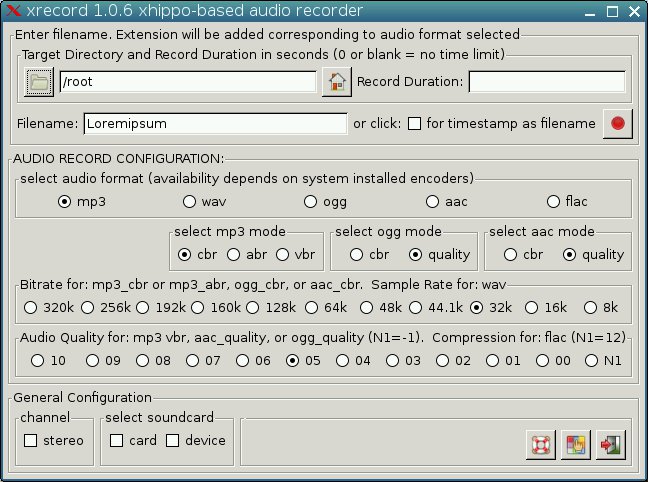 xrecord 1.0.6 xhippo-based audio recorder
Enter filename. Extension will be added corresponding to audio format selected
Target Directory and Record Duration in seconds (0 or blank = no time limit)
/root Record Duration:
Filename: Loremipsum or click: for timestamp as filename
AUDIO RECORD CONFIGURATION:
select audio format (availability depends on system installed encoders)
mp3 wav ogg aac flac
select mp3 mode select ogg mode select aac mode
cbr abr vbr cbr quality cbr quality
Bitrate for: mp3_cbr or mp3_abr, ogg_cbr, or aac_cbr. Sample Rate for: wav
320k 256k 192k 160k 128k 64k 48k 44.1k 32k 16k 8k
Audio Quality for: mp3 vbr, aac_quality, or ogg_quality (N1=-1). Compression for: flac (N1=12)
10 09 08 07 06 05 04 03 02 01 00 N1
General Configuration
channel select soundcard
stereo card device